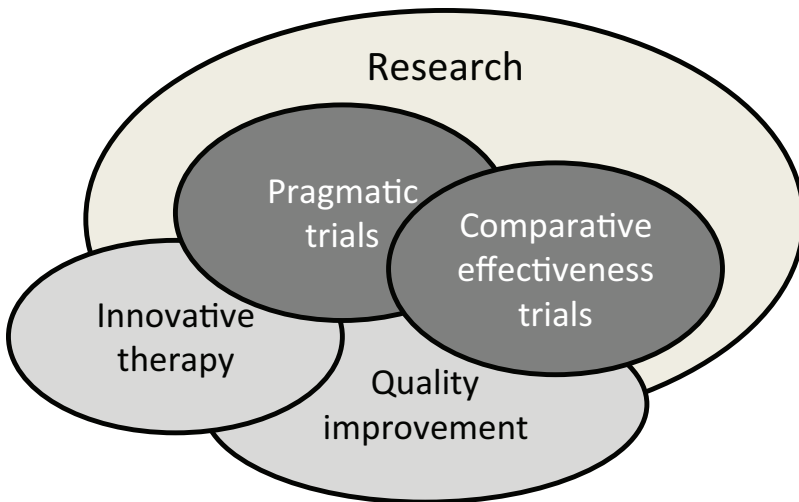 Research
Pragmatic
trials
Comparative
effectiveness
trials
Innovative
therapy
Quality
improvement